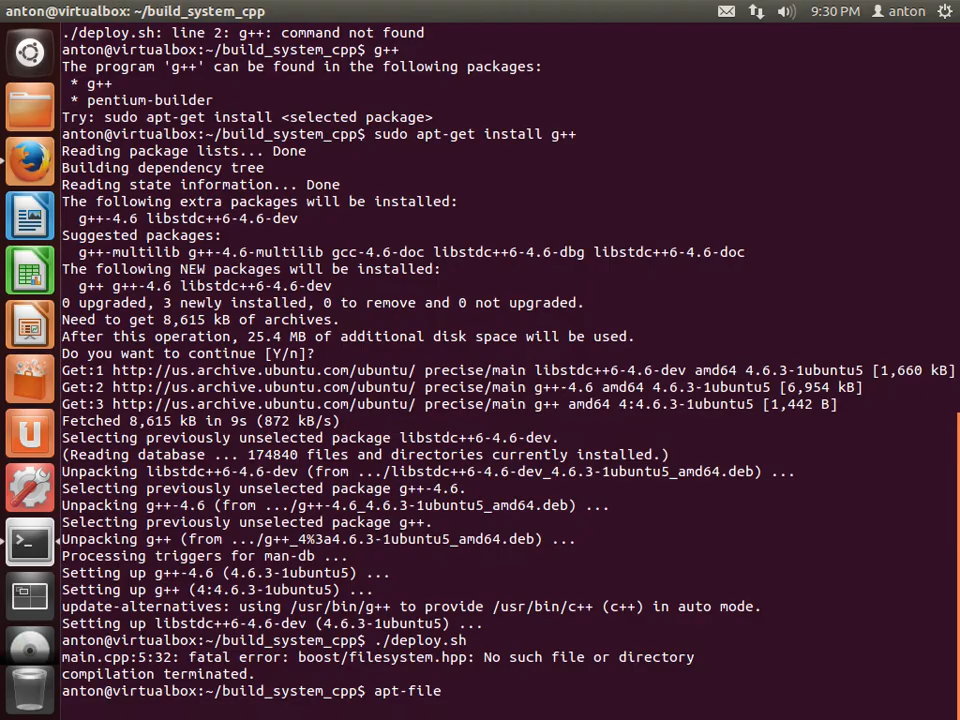 anton@virtualbox: ~/build_system_cpp
9:30 PM
anton
./deploy.sh: line 2: g++: command not found
anton@virtualbox:~/build_system_cpp$ g++
The program 'g++' can be found in the following packages:
* g++
* pentium-builder
Try: sudo apt-get install <selected package>
anton@virtualbox:~/build_system_cpp$ sudo apt-get install g++
Reading package lists... Done
Building dependency tree
Reading state information... Done
The following extra packages will be installed:
g++-4.6 libstdc++6-4.6-dev
Suggested packages:
g++-multilib g++-4.6-multilib gcc-4.6-doc libstdc++6-4.6-dbg libstdc++6-4.6-doc
The following NEW packages will be installed:
g++ g++-4.6 libstdc++6-4.6-dev
0 upgraded, 3 newly installed, 0 to remove and 0 not upgraded.
Need to get 8,615 kB of archives.
After this operation, 25.4 MB of additional disk space will be used.
Do you want to continue [Y/n]?
Get:1 http://us.archive.ubuntu.com/ubuntu/ precise/main libstdc++6-4.6-dev amd64 4.6.3-1ubuntu5 [1,660 kB]
Get:2 http://us.archive.ubuntu.com/ubuntu/ precise/main g++-4.6 amd64 4.6.3-1ubuntu5 [6,954 kB]
Get:3 http://us.archive.ubuntu.com/ubuntu/ precise/main g++ amd64 4:4.6.3-1ubuntu5 [1,442 B]
Fetched 8,615 kB in 9s (872 kB/s)
Selecting previously unselected package libstdc++6-4.6-dev.
(Reading database ... 174840 files and directories currently installed.)
Unpacking libstdc++6-4.6-dev (from .../libstdc++6-4.6-dev_4.6.3-1ubuntu5_amd64.deb) ...
Selecting previously unselected package g++-4.6.
Unpacking g++-4.6 (from .../g++-4.6_4.6.3-1ubuntu5_amd64.deb) ...
Selecting previously unselected package g++.
Unpacking g++ (from .../g++_4%3a4.6.3-1ubuntu5_amd64.deb) ...
Processing triggers for man-db ...
Setting up g++-4.6 (4.6.3-1ubuntu5) ...
Setting up g++ (4:4.6.3-1ubuntu5) ...
update-alternatives: using /usr/bin/g++ to provide /usr/bin/c++ (c++) in auto mode.
Setting up libstdc++6-4.6-dev (4.6.3-1ubuntu5) ...
anton@virtualbox:~/build_system_cpp$ ./deploy.sh
main.cpp:5:32: fatal error: boost/filesystem.hpp: No such file or directory
compilation terminated.
anton@virtualbox:~/build_system_cpp$ apt-file